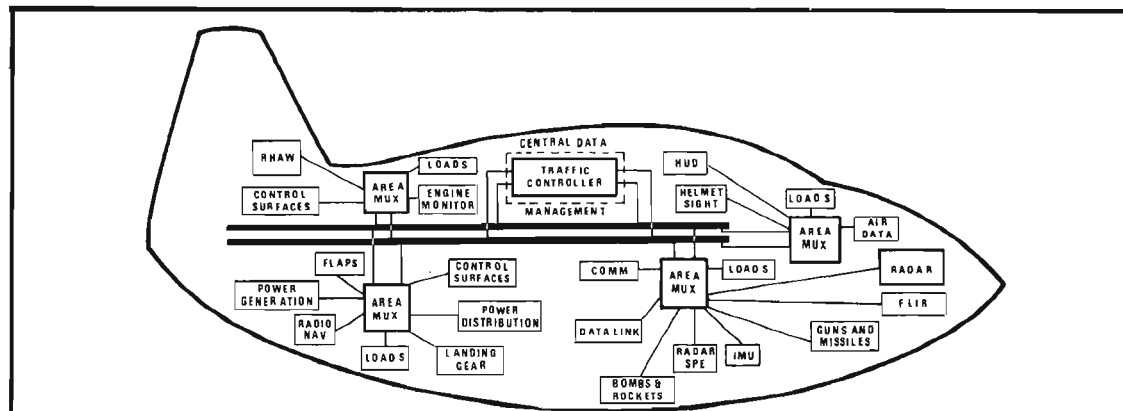 CENTRAL DATA
TRAFFIC
CONTROLLER
MANAGEMENT
RHAW
LOADS
AREA
MUX
CONTROL
SURFACES
ENGINE
MONITOR
HUD
HELMET
SIGHT
LOADS
AREA
MUX
AIR
DATA
FLAPS
CONTROL
SURFACES
POWER
GENERATION
AREA
MUX
RADIO
NAV
POWER
DISTRIBUTION
LOADS
LANDING
GEAR
COMM
AREA
MUX
LOADS
RADAR
FLIR
DATA LINK
GUNS AND
MISSILES
RADAR
SPE
IMU
BOMBS &
ROCKETS